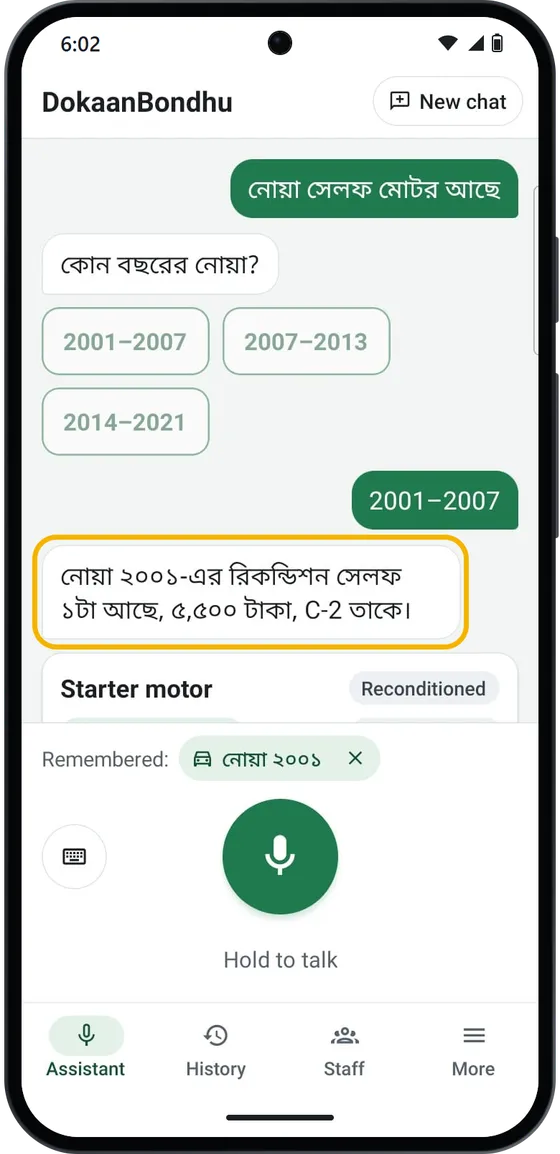 6:02
DokaanBondhu
New chat
নোয়া সেলফ মোটর আছে
কোন বছরের নোয়া?
2001–2007
2007–2013
2014–2021
2001–2007
নোয়া ২০০১-এর রিকন্ডিশন সেলফ
১টা আছে, ৫,৫০০ টাকা, C-2 তাকে।
Starter motor
Reconditioned
Remembered:
নোয়া ২০০১
Hold to talk
Assistant
History
Staff
More